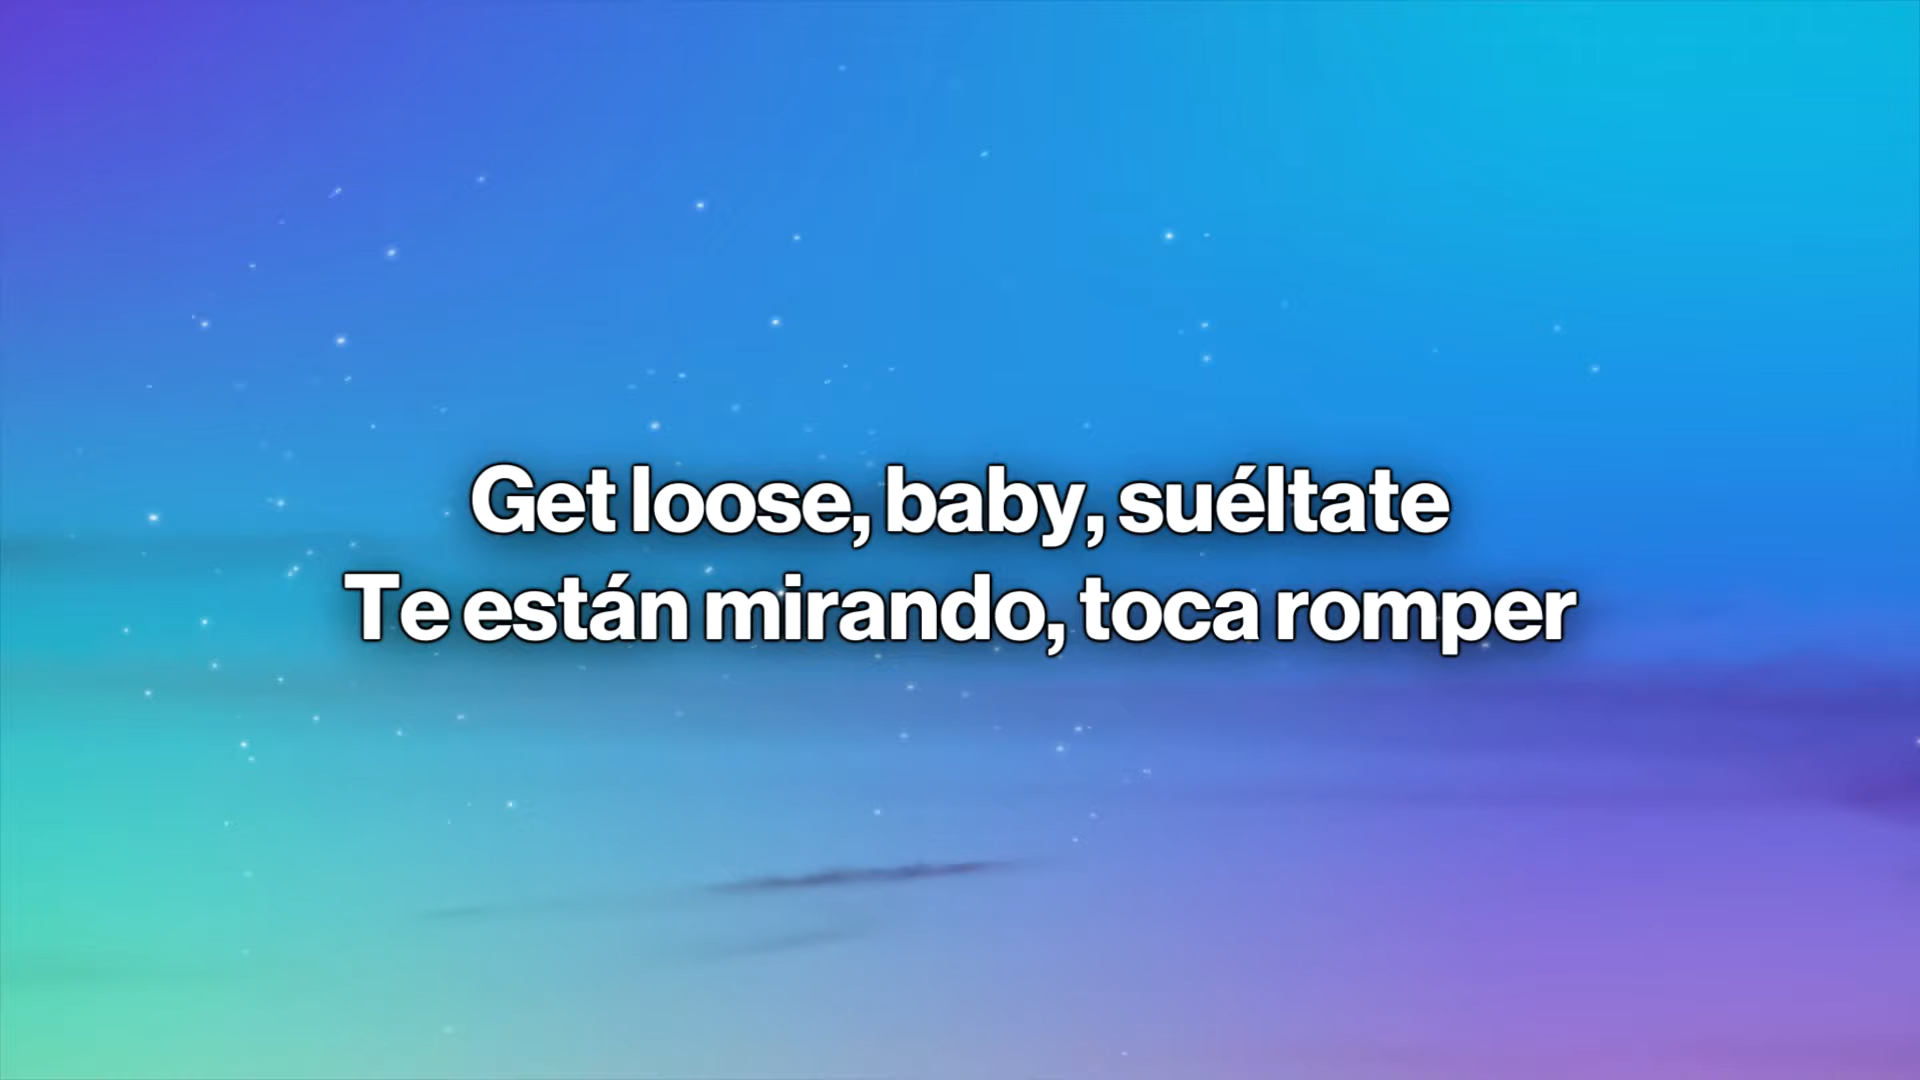 Get loose, baby, suéltate
Te están mirando, toca romper